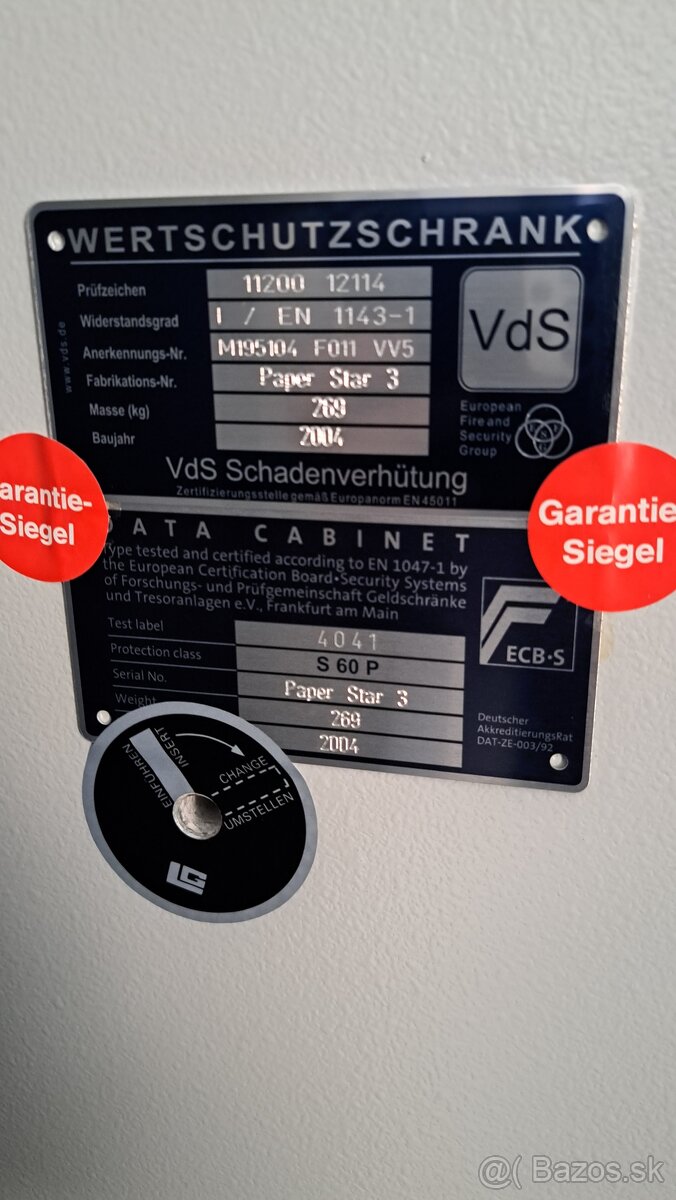 WERTSCHUTZSCHRANK
Prüfzeichen 11200 12114
Widerstandsgrad I / EN 1143-1
Anerkennungs-Nr. M195104 F011 VV5
Fabrikations-Nr. Paper Star 3
Masse (kg) 269
Baujahr 2004
www.vds.de
VdS
European
Fire and
Security
Group
VdS Schadenverhütung
Zertifizierungsstelle gemäß Europanorm EN 45011
arantie-
Siegel
Garantie
Siegel
DATA CABINET
Type tested and certified according to EN 1047-1 by
the European Certification Board•Security Systems
of Forschungs- und Prüfgemeinschaft Geldschränke
und Tresoranlagen e.V., Frankfurt am Main
Test label 4041
Protection class S 60 P
Serial No. Paper Star 3
Weight 269
2004
ECB•S
Deutscher
AkkreditierungsRat
DAT-ZE-003/92
EINFÜHREN
INSERT
CHANGE
UMSTELLEN
LG
@( Bazos.sk